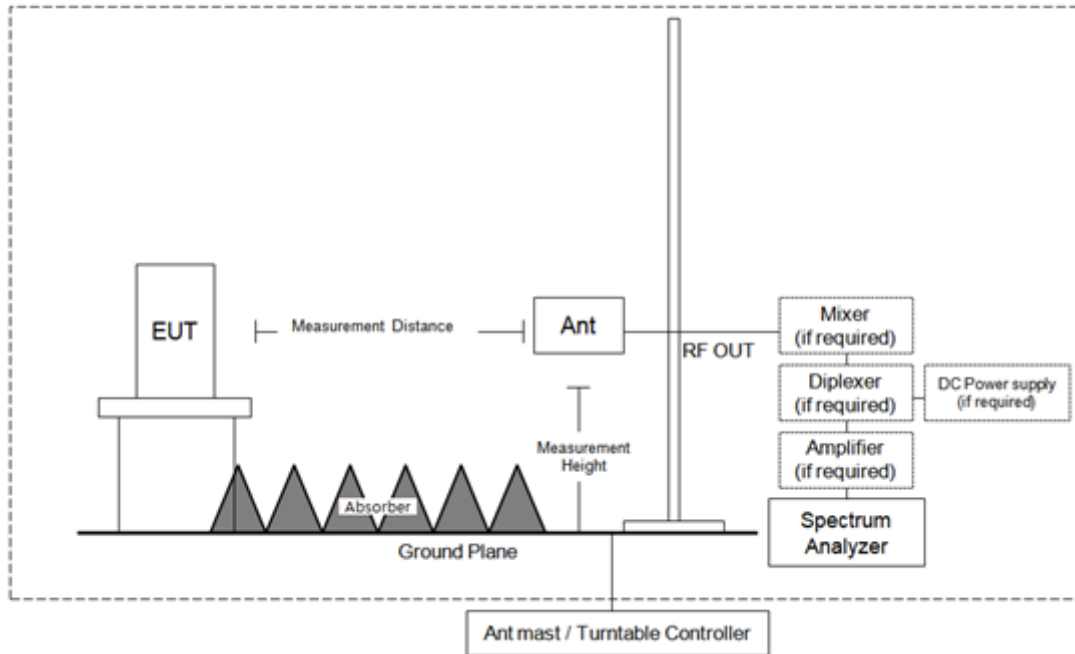 EUT
Measurement Distance
Ant
RF OUT
Mixer
(if required)
Diplexer
(if required)
DC Power supply
(if required)
Amplifier
(if required)
Measurement
Height
Absorber
Spectrum
Analyzer
Ground Plane
Ant mast / Turntable Controller